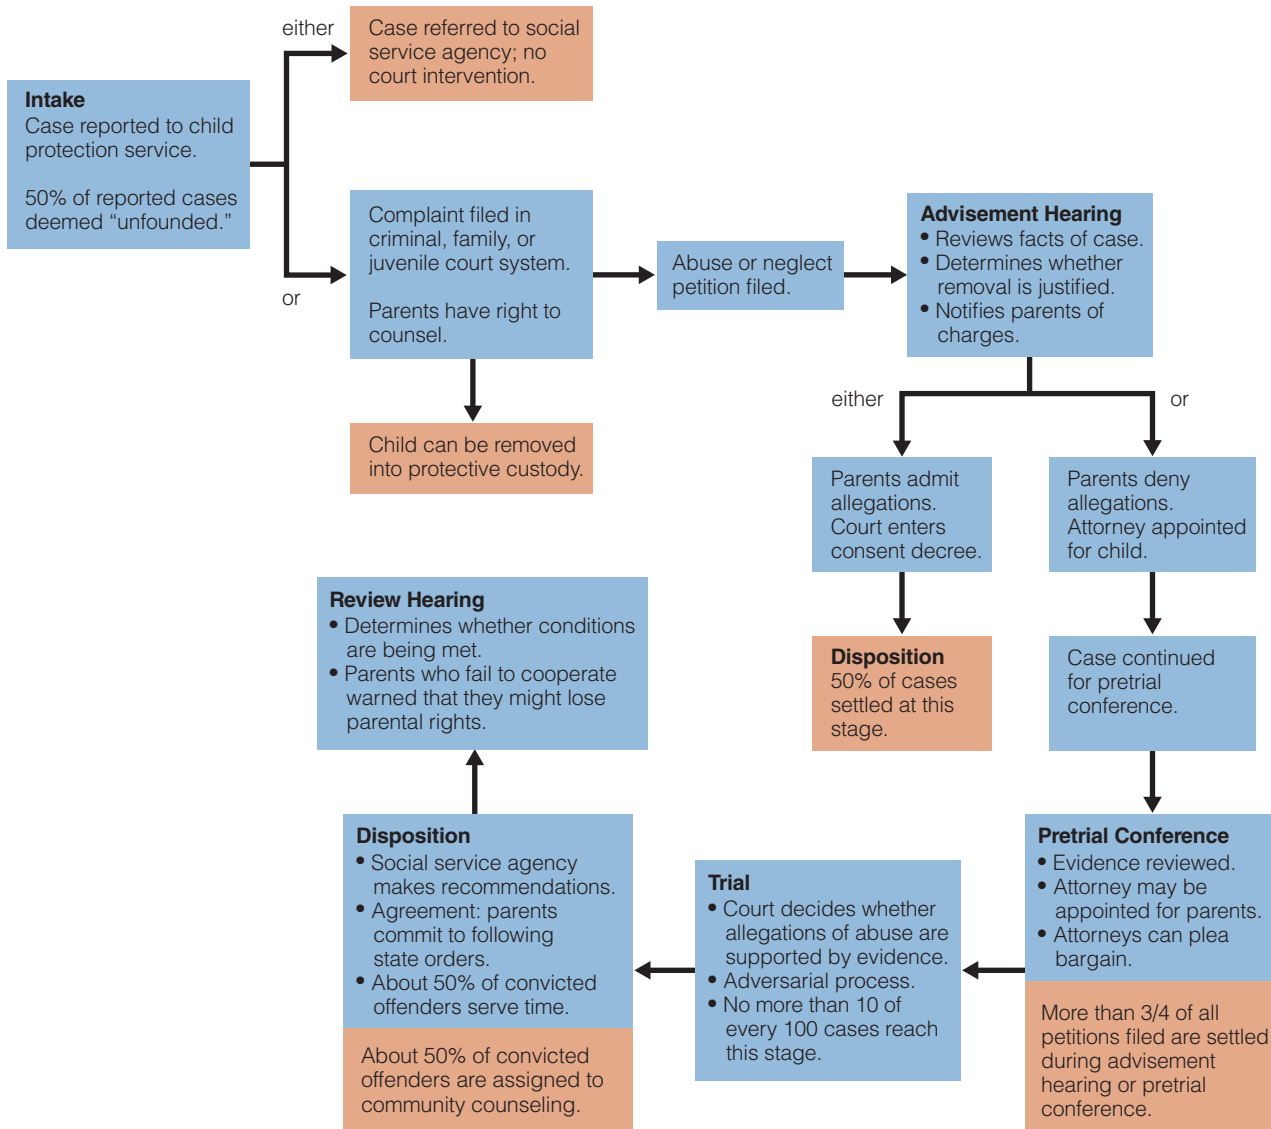 either
Case referred to social
service agency; no
court intervention.
Intake
Case reported to child
protection service.
50% of reported cases
deemed “unfounded.”
or
Complaint filed in
criminal, family, or
juvenile court system.
Parents have right to
counsel.
Child can be removed
into protective custody.
Abuse or neglect
petition filed.
Advisement Hearing
• Reviews facts of case.
• Determines whether
removal is justified.
• Notifies parents of
charges.
either
or
Parents admit
allegations.
Court enters
consent decree.
Parents deny
allegations.
Attorney appointed
for child.
Disposition
50% of cases
settled at this
stage.
Case continued
for pretrial
conference.
Pretrial Conference
• Evidence reviewed.
• Attorney may be
appointed for parents.
• Attorneys can plea
bargain.
More than 3/4 of all
petitions filed are settled
during advisement
hearing or pretrial
conference.
Trial
• Court decides whether
allegations of abuse are
supported by evidence.
• Adversarial process.
• No more than 10 of
every 100 cases reach
this stage.
Disposition
• Social service agency
makes recommendations.
• Agreement: parents
commit to following
state orders.
• About 50% of convicted
offenders serve time.
About 50% of convicted
offenders are assigned to
community counseling.
Review Hearing
• Determines whether conditions
are being met.
• Parents who fail to cooperate
warned that they might lose
parental rights.